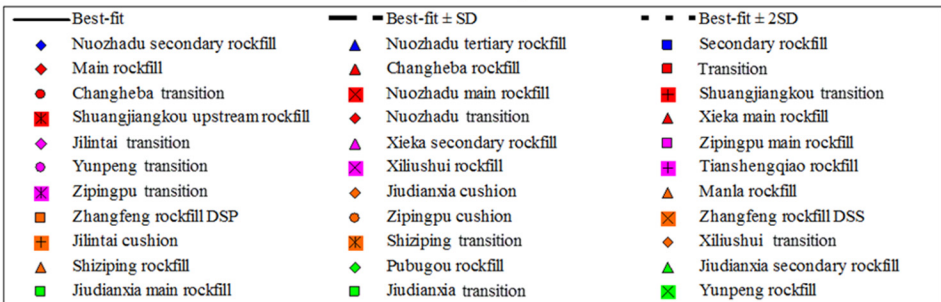 Best-fit Best-fit ± SD Best-fit ± 2SD
Nuozhadu secondary rockfill Nuozhadu tertiary rockfill Secondary rockfill
Main rockfill Changheba rockfill Transition
Changheba transition Nuozhadu main rockfill Shuangjiangkou transition
Shuangjiangkou upstream rockfill Nuozhadu transition Xieka main rockfill
Jilintai transition Xieka secondary rockfill Zipingpu main rockfill
Yunpeng transition Xiliushui rockfill Tianshengqiao rockfill
Zipingpu transition Jiudianxia cushion Manla rockfill
Zhangfeng rockfill DSP Zipingpu cushion Zhangfeng rockfill DSS
Jilintai cushion Shiziping transition Xiliushui transition
Shiziping rockfill Pubugou rockfill Jiudianxia secondary rockfill
Jiudianxia main rockfill Jiudianxia transition Yunpeng rockfill